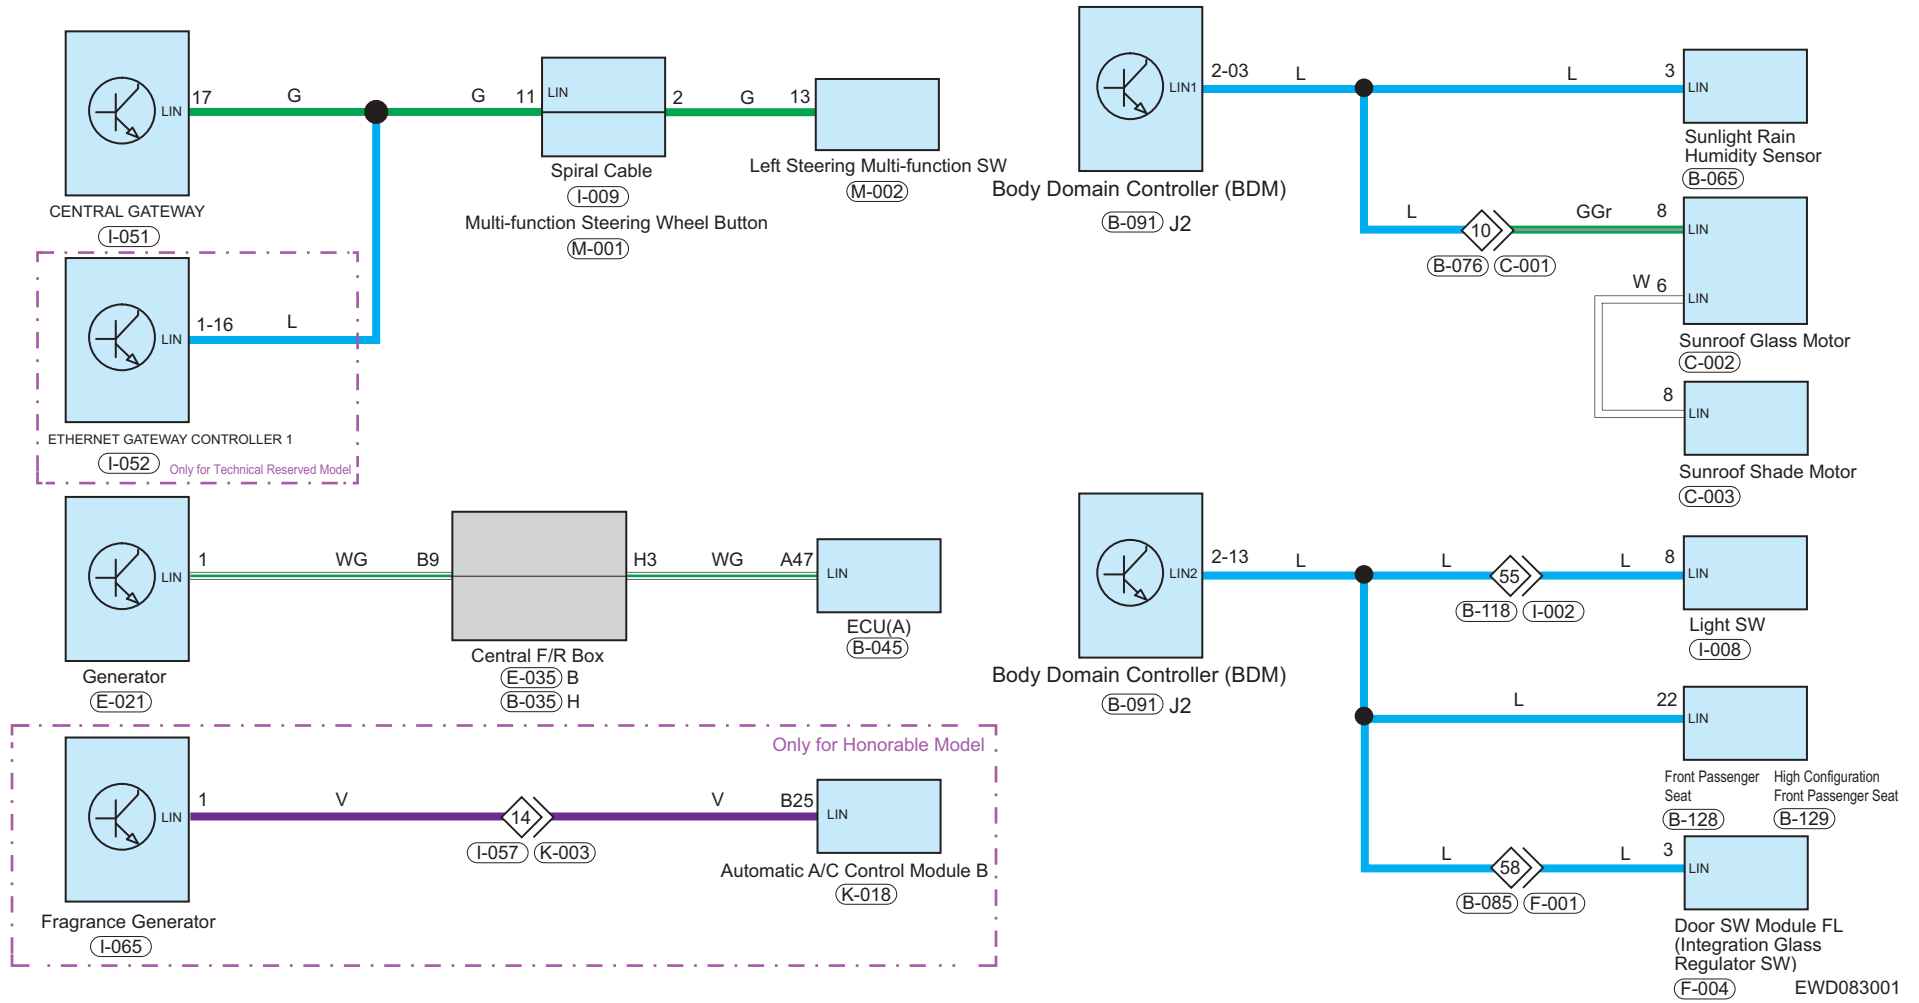 LIN
17
G
G
11
LIN
2
G
13
CENTRAL GATEWAY
I-051
Spiral Cable
I-009
Multi-function Steering Wheel Button
M-001
Left Steering Multi-function SW
M-002
LIN
1-16
L
ETHERNET GATEWAY CONTROLLER 1
I-052
Only for Technical Reserved Model
LIN
1
WG
B9
H3
WG
A47
LIN
Generator
E-021
Central F/R Box
E-035 B
B-035 H
ECU(A)
B-045
Only for Honorable Model
LIN
1
V
14
V
B25
LIN
I-057
K-003
Fragrance Generator
I-065
Automatic A/C Control Module B
K-018
LIN1
2-03
L
L
3
LIN
Body Domain Controller (BDM)
B-091 J2
Sunlight Rain
Humidity Sensor
B-065
L
10
GGr
8
LIN
B-076
C-001
W
6
LIN
Sunroof Glass Motor
C-002
8
LIN
Sunroof Shade Motor
C-003
LIN2
2-13
L
L
55
L
8
LIN
B-118
I-002
Body Domain Controller (BDM)
B-091 J2
Light SW
I-008
L
22
LIN
Front Passenger
Seat
B-128
High Configuration
Front Passenger Seat
B-129
L
58
L
3
LIN
B-085
F-001
Door SW Module FL
(Integration Glass
Regulator SW)
F-004
EWD083001